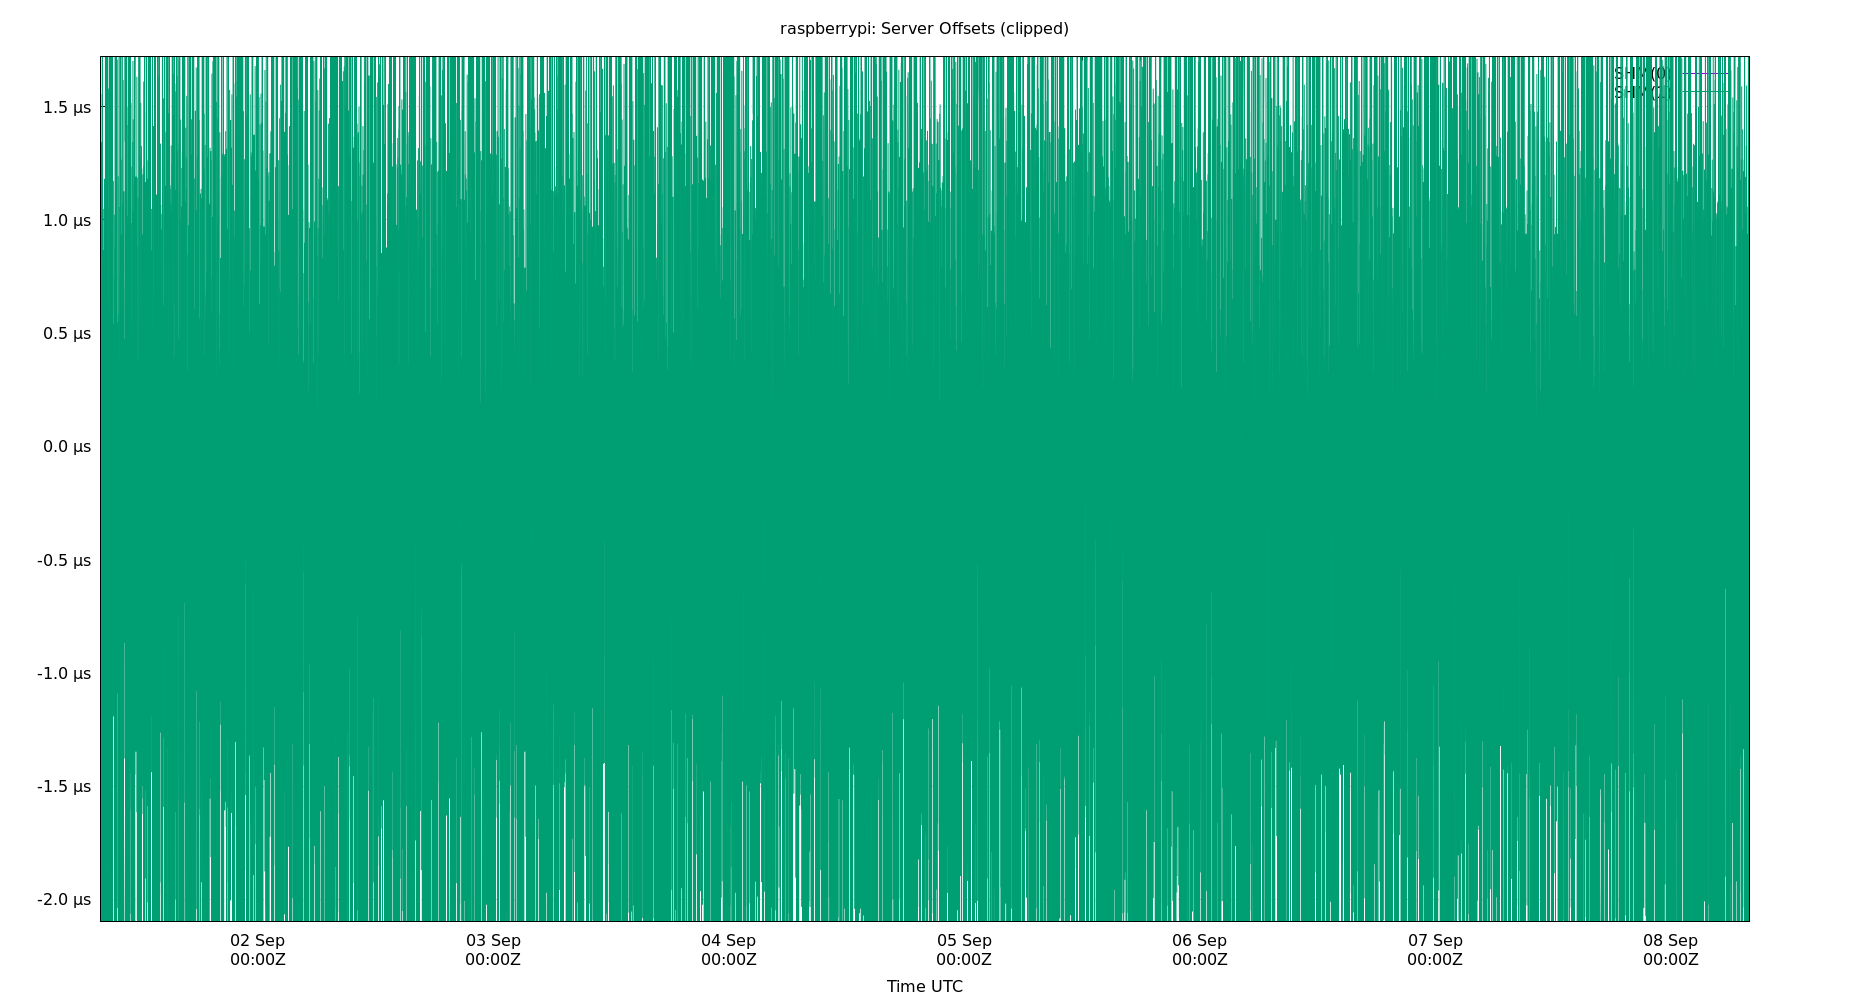 raspberrypi: Server Offsets (clipped)
SHM(0)
1.5 µs
1.0 µs
0.5 µs
0.0 µs
-0.5 µs
-1.0 µs
-1.5 µs
-2.0 µs
02 Sep 03 Sep 04 Sep 05 Sep 06 Sep 07 Sep 08 Sep
00:00Z 00:00Z 00:00Z 00:00Z 00:00Z 00:00Z 00:00Z
Time UTC